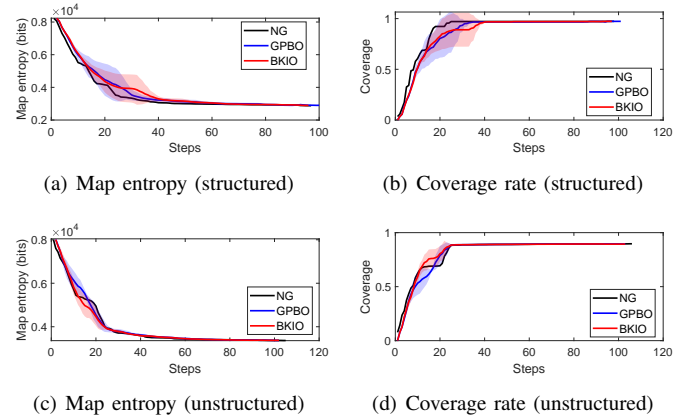 ×10⁴
0.8
0.6
0.4
0.2
Map entropy (bits)
0 20 40 60 80 100
Steps
NG
GPBO
BKIO
(a) Map entropy (structured)
1
0.5
0
Coverage
0 20 40 60 80 100 120
Steps
NG
GPBO
BKIO
(b) Coverage rate (structured)
×10⁴
0.8
0.6
0.4
Map entropy (bits)
0 20 40 60 80 100 120
Steps
NG
GPBO
BKIO
(c) Map entropy (unstructured)
1
0.5
0
Coverage
0 20 40 60 80 100 120
Steps
NG
GPBO
BKIO
(d) Coverage rate (unstructured)